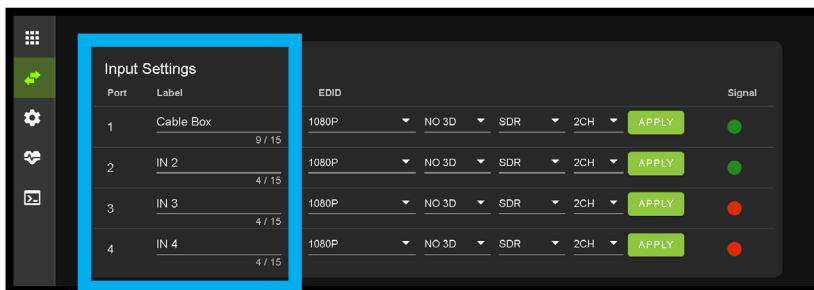 Input Settings
Port Label EDID Signal
1 Cable Box 1080P NO 3D SDR 2CH APPLY
9 / 15
2 IN 2 1080P NO 3D SDR 2CH APPLY
4 / 15
3 IN 3 1080P NO 3D SDR 2CH APPLY
4 / 15
4 IN 4 1080P NO 3D SDR 2CH APPLY
4 / 15